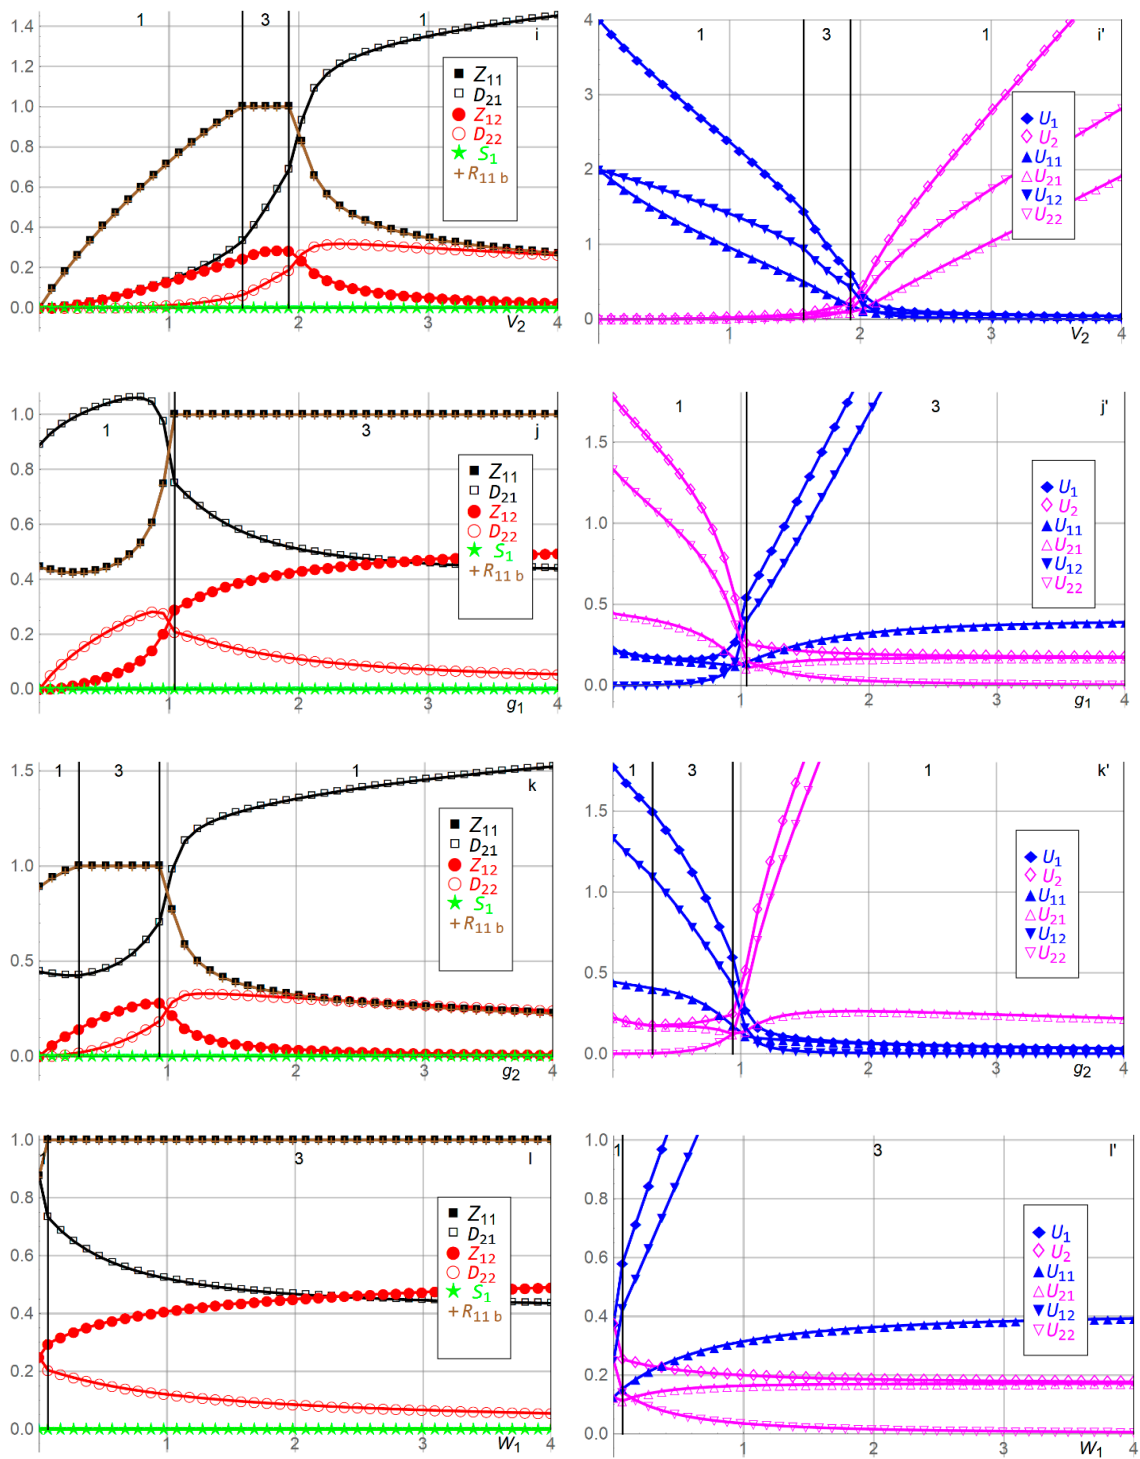 1 3 1 i
1.4
1.2
1.0
0.8
0.6
0.4
0.2
0.0
Z11
D21
Z12
D22
S1
+R11 b
1 2 3 4
V2
1 3 1 i'
4
3
2
1
0
U1
U2
U11
U21
U12
U22
1 2 3 4
V2
1 3 j
1.0
0.8
0.6
0.4
0.2
0.0
Z11
D21
Z12
D22
S1
+R11 b
1 2 3 4
g1
1 3 j'
1.5
1.0
0.5
0.0
U1
U2
U11
U21
U12
U22
1 2 3 4
g1
1 3 1 k
1.5
1.0
0.5
0.0
Z11
D21
Z12
D22
S1
+R11 b
1 2 3 4
g2
1 3 1 k'
1.5
1.0
0.5
0.0
U1
U2
U11
U21
U12
U22
1 2 3 4
g2
1 3 l
1.0
0.8
0.6
0.4
0.2
0.0
Z11
D21
Z12
D22
S1
+R11 b
1 2 3 4
W1
1 3 l'
1.0
0.8
0.6
0.4
0.2
0.0
U1
U2
U11
U21
U12
U22
1 2 3 4
W1